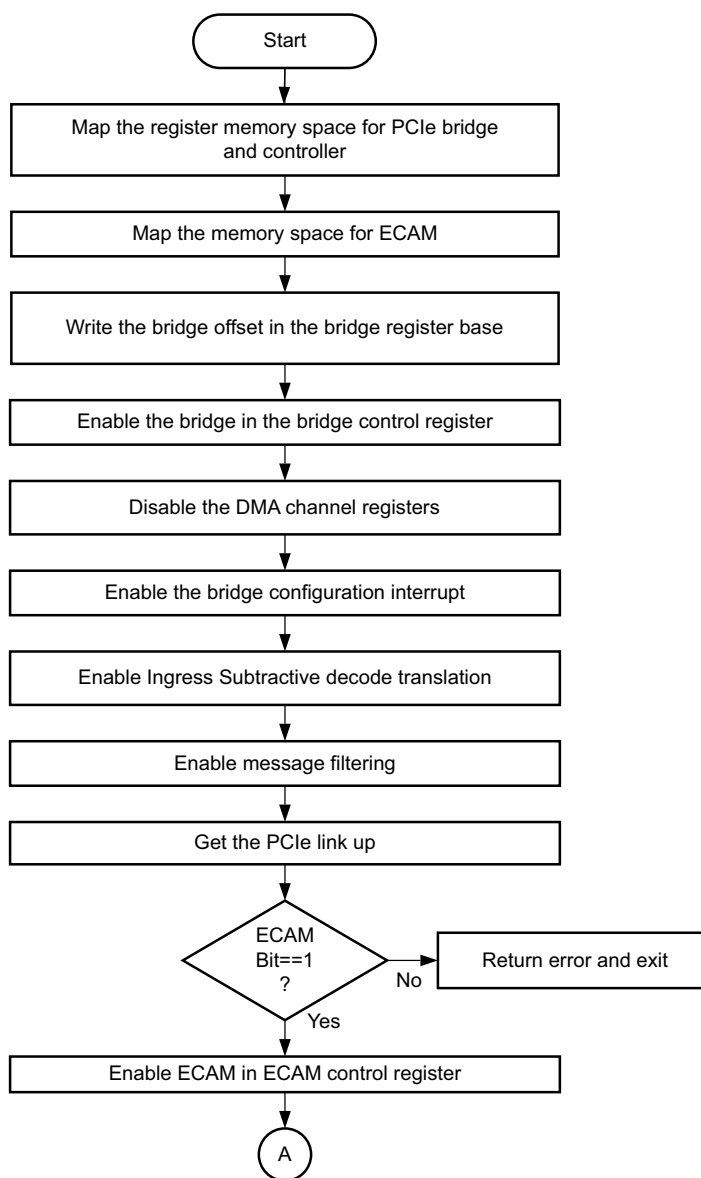 Start
Map the register memory space for PCIe bridge
and controller
Map the memory space for ECAM
Write the bridge offset in the bridge register base
Enable the bridge in the bridge control register
Disable the DMA channel registers
Enable the bridge configuration interrupt
Enable Ingress Subtractive decode translation
Enable message filtering
Get the PCIe link up
ECAM
Bit==1
?
No
Return error and exit
Yes
Enable ECAM in ECAM control register
A